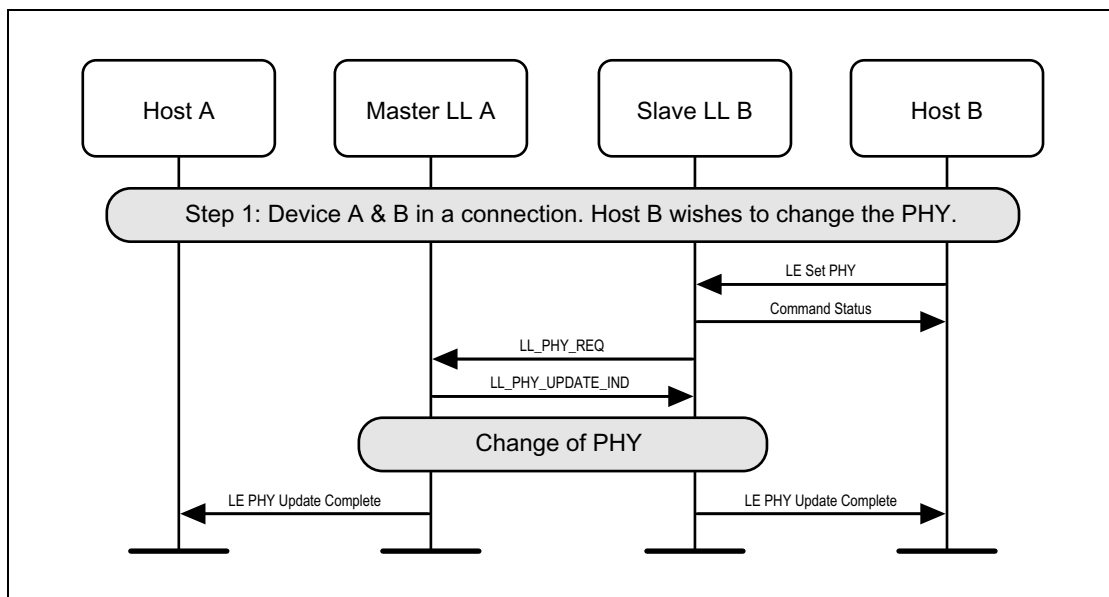 Host A
Master LL A
Slave LL B
Host B
Step 1: Device A & B in a connection. Host B wishes to change the PHY.
LE Set PHY
Command Status
LL_PHY_REQ
LL_PHY_UPDATE_IND
Change of PHY
LE PHY Update Complete
LE PHY Update Complete